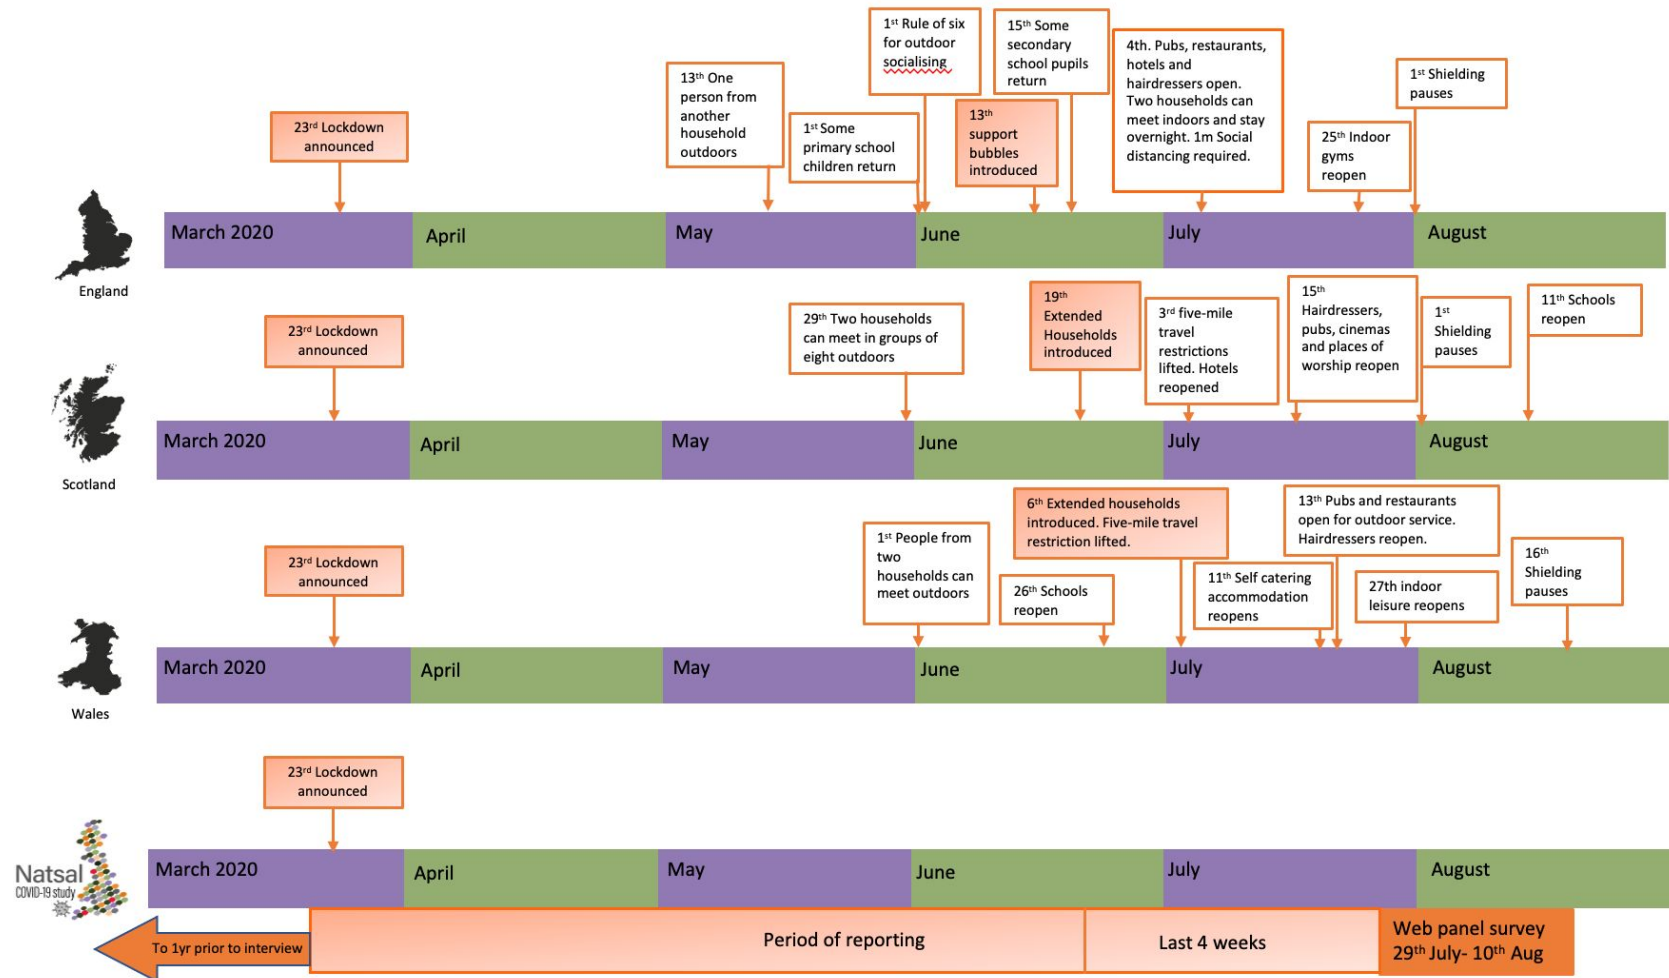 23rd Lockdown
announced
13th One
person from
another
household
outdoors
1st Some
primary school
children return
1st Rule of six
for outdoor
socialising
13th
support
bubbles
introduced
15th Some
secondary
school pupils
return
4th. Pubs, restaurants,
hotels and
hairdressers open.
Two households can
meet indoors and stay
overnight. 1m Social
distancing required.
25th Indoor
gyms
reopen
1st Shielding
pauses
March 2020
April
May
June
July
August
England
23rd Lockdown
announced
29th Two households
can meet in groups of
eight outdoors
19th
Extended
Households
introduced
3rd five-mile
travel
restrictions
lifted. Hotels
reopened
15th
Hairdressers,
pubs, cinemas
and places of
worship reopen
1st
Shielding
pauses
11th Schools
reopen
March 2020
April
May
June
July
August
Scotland
23rd Lockdown
announced
1st People from
two
households can
meet outdoors
26th Schools
reopen
6th Extended households
introduced. Five-mile travel
restriction lifted.
11th Self catering
accommodation
reopens
13th Pubs and restaurants
open for outdoor service.
Hairdressers reopen.
27th indoor
leisure reopens
16th
Shielding
pauses
March 2020
April
May
June
July
August
Wales
23rd Lockdown
announced
March 2020
April
May
June
July
August
Natsal
COVID-19 study
To 1yr prior to interview
Period of reporting
Last 4 weeks
Web panel survey
29th July- 10th Aug